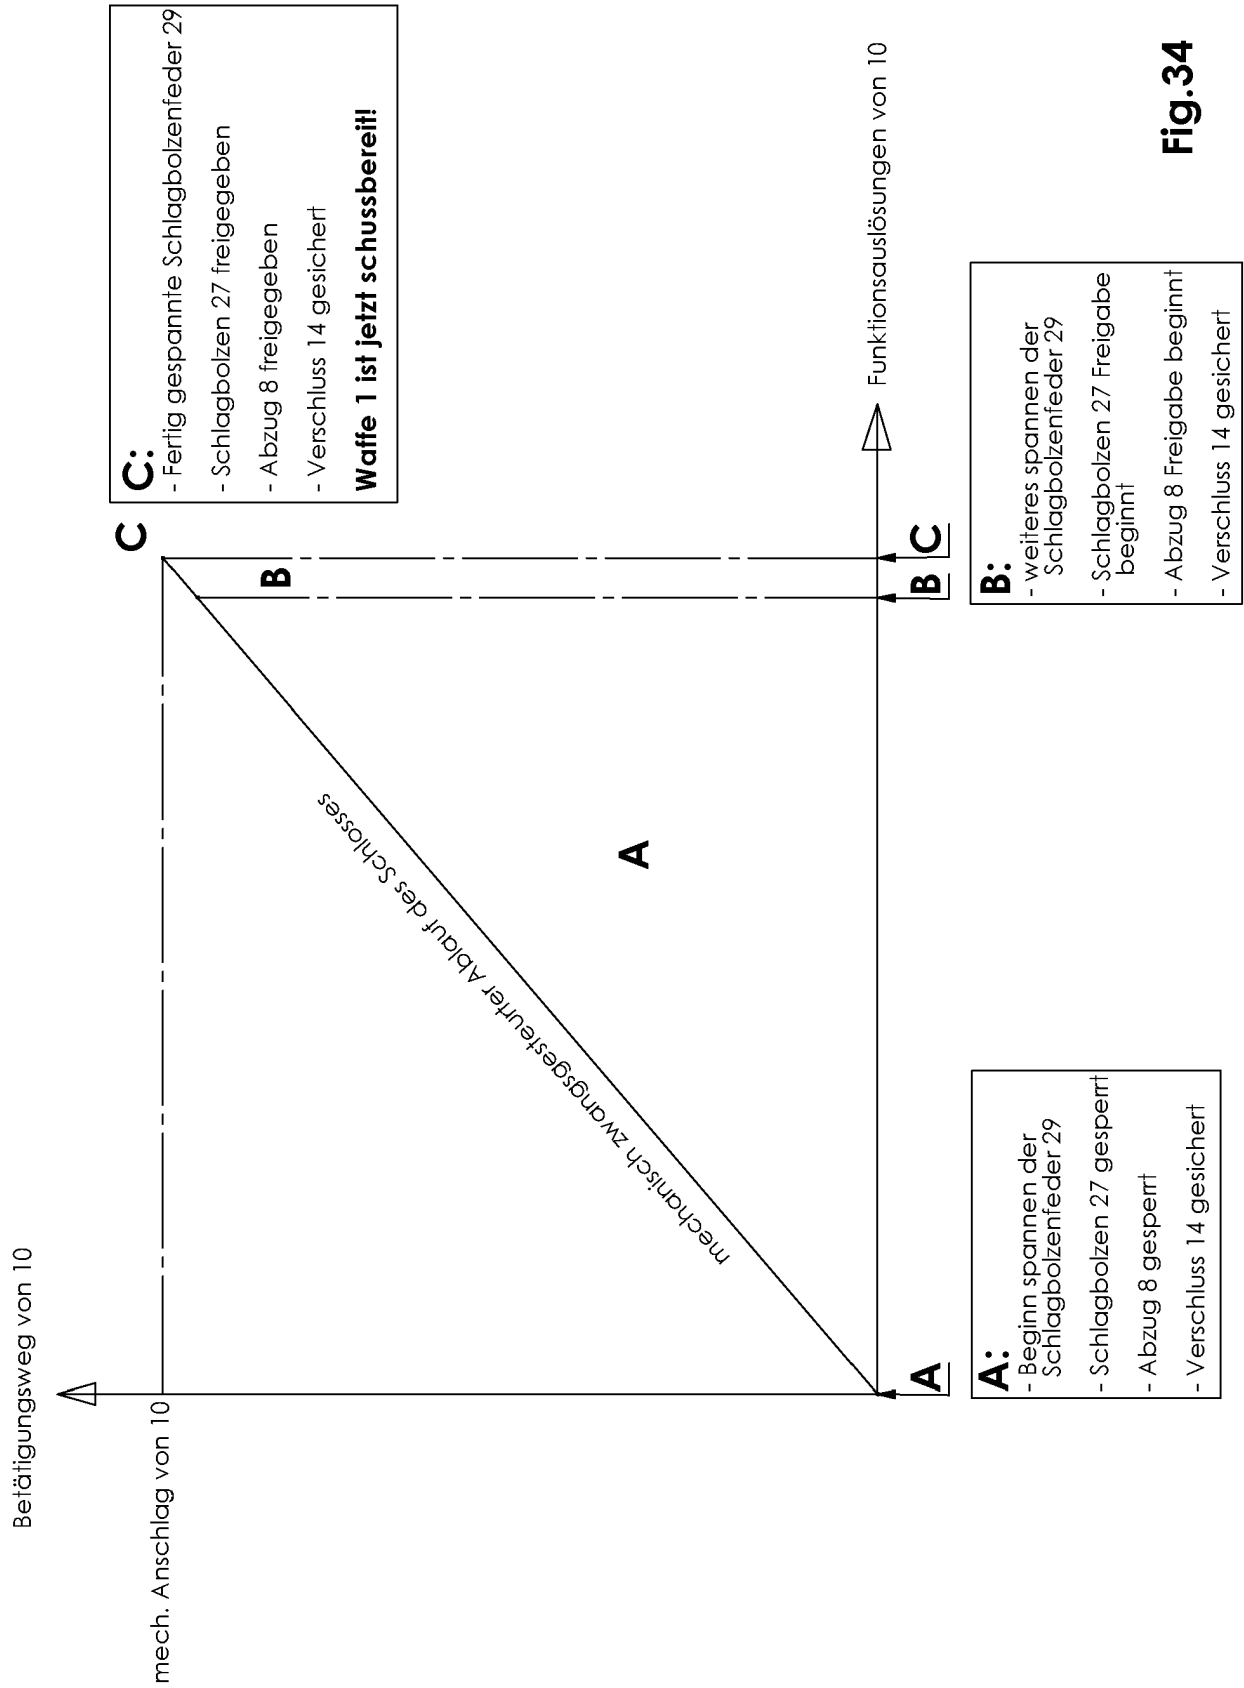 Betätigungsweg von 10
mech. Anschlag von 10
C
C:
- Fertig gespannte Schlagbolzenfeder 29
- Schlagbolzen 27 freigegeben
- Abzug 8 freigegeben
- Verschluss 14 gesichert
Waffe 1 ist jetzt schussbereit!
B
mechanisch zwangsgesteurter Ablauf des Schlosses
A
Funktionsauslösungen von 10
A
B
C
A:
- Beginn spannen der
Schlagbolzenfeder 29
- Schlagbolzen 27 gesperrt
- Abzug 8 gesperrt
- Verschluss 14 gesichert
B:
- weiteres spannen der
Schlagbolzenfeder 29
- Schlagbolzen 27 Freigabe
beginnt
- Abzug 8 Freigabe beginnt
- Verschluss 14 gesichert
Fig.34